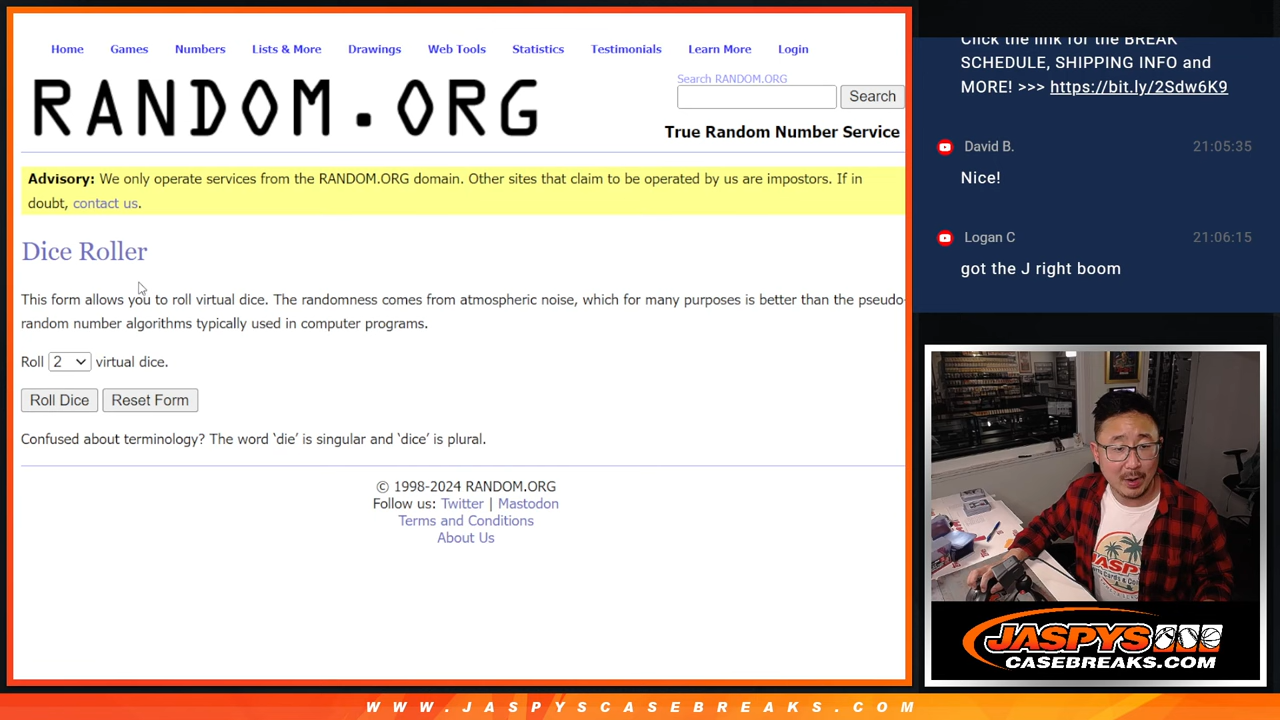 Home Games Numbers Lists & More Drawings Web Tools Statistics Testimonials Learn More Login
RANDOM.ORG
Search RANDOM.ORG
Search
True Random Number Service
Advisory: We only operate services from the RANDOM.ORG domain. Other sites that claim to be operated by us are impostors. If in
doubt, contact us.
Dice Roller
This form allows you to roll virtual dice. The randomness comes from atmospheric noise, which for many purposes is better than the pseudo-
random number algorithms typically used in computer programs.
Roll 2 virtual dice.
Roll Dice Reset Form
Confused about terminology? The word ‘die’ is singular and ‘dice’ is plural.
© 1998-2024 RANDOM.ORG
Follow us: Twitter | Mastodon
Terms and Conditions
About Us
Click the link for the BREAK
SCHEDULE, SHIPPING INFO and
MORE! >>> https://bit.ly/2Sdw6K9
David B. 21:05:35
Nice!
Logan C 21:06:15
got the J right boom
JASPYS
JASPYS
CASEBREAKS.COM
WWW.JASPYSCASEBREAKS.COM